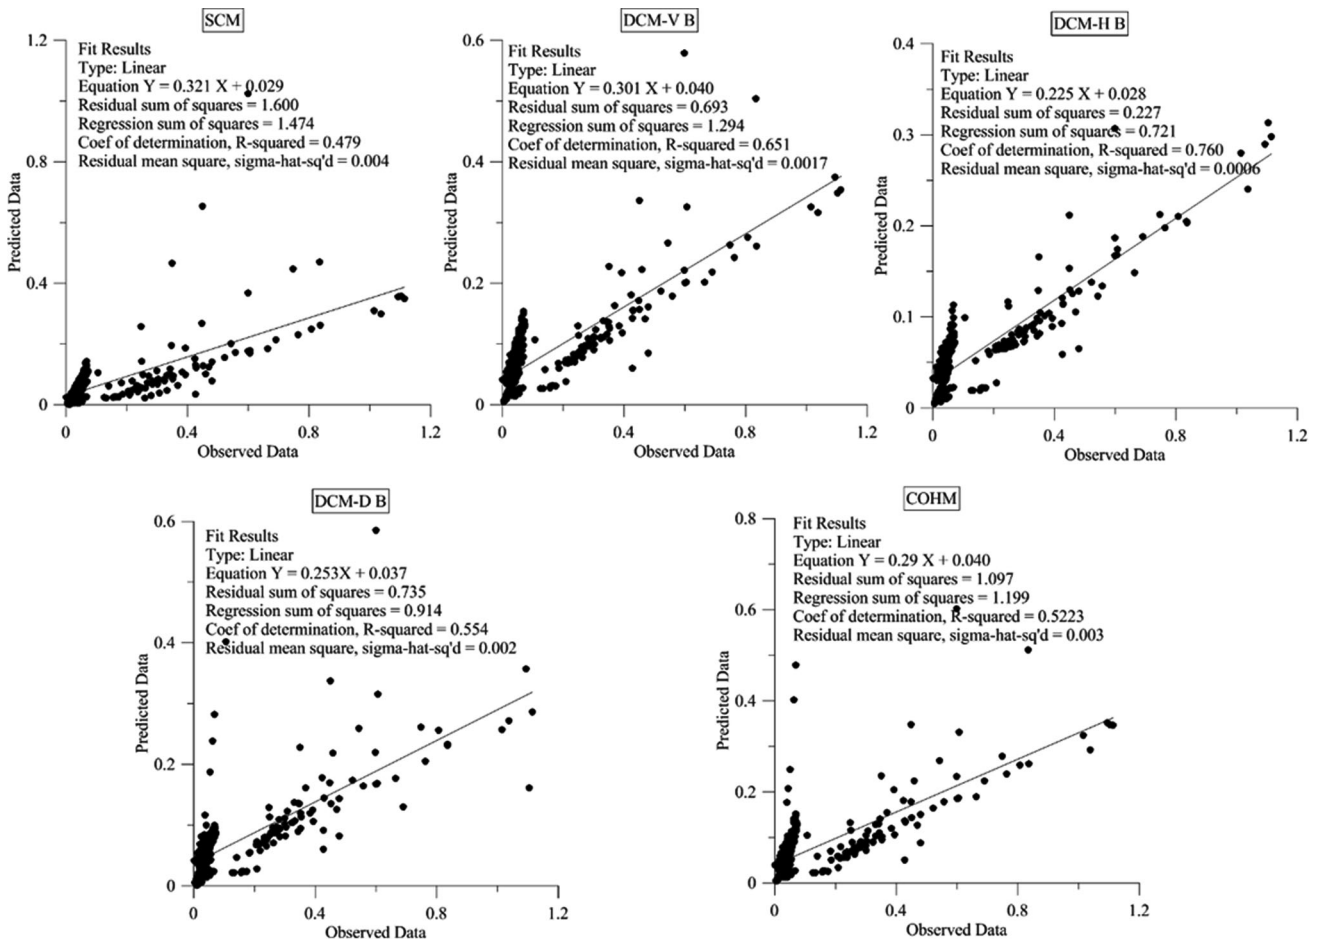 SCM
1.2
0.8
0.4
0
Predicted Data
Fit Results
Type: Linear
Equation Y = 0.321 X + 0.029
Residual sum of squares = 1.600
Regression sum of squares = 1.474
Coef of determination, R-squared = 0.479
Residual mean square, sigma-hat-sq'd = 0.004
0 0.4 0.8 1.2
Observed Data
DCM-V B
0.6
0.4
0.2
0
Predicted Data
Fit Results
Type: Linear
Equation Y = 0.301 X + 0.040
Residual sum of squares = 0.693
Regression sum of squares = 1.294
Coef of determination, R-squared = 0.651
Residual mean square, sigma-hat-sq'd = 0.0017
0 0.4 0.8 1.2
Observed Data
DCM-H B
0.4
0.3
0.2
0.1
0
Predicted Data
Fit Results
Type: Linear
Equation Y = 0.225 X + 0.028
Residual sum of squares = 0.227
Regression sum of squares = 0.721
Coef of determination, R-squared = 0.760
Residual mean square, sigma-hat-sq'd = 0.0006
0 0.4 0.8 1.2
Observed Data
DCM-D B
0.6
0.4
0.2
0
Predicted Data
Fit Results
Type: Linear
Equation Y = 0.253X + 0.037
Residual sum of squares = 0.735
Regression sum of squares = 0.914
Coef of determination, R-squared = 0.554
Residual mean square, sigma-hat-sq'd = 0.002
0 0.4 0.8 1.2
Observed Data
COHM
0.8
0.6
0.4
0.2
0
Predicted Data
Fit Results
Type: Linear
Equation Y = 0.29 X + 0.040
Residual sum of squares = 1.097
Regression sum of squares = 1.199
Coef of determination, R-squared = 0.5223
Residual mean square, sigma-hat-sq'd = 0.003
0 0.4 0.8 1.2
Observed Data